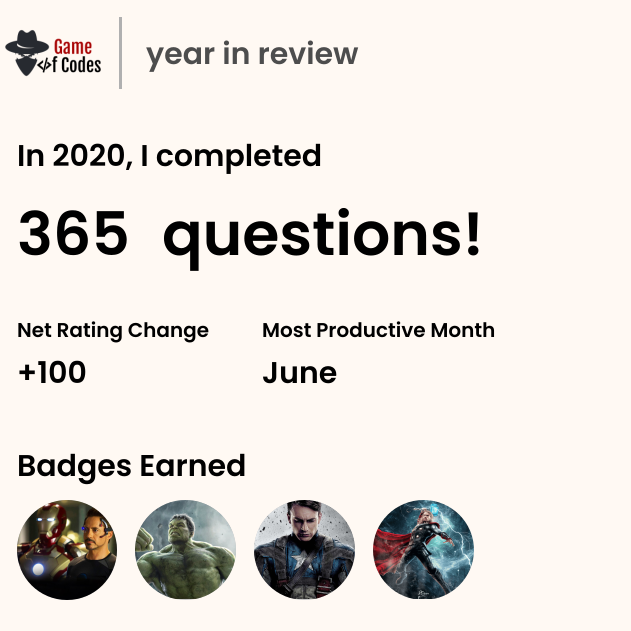 Game
</>f Codes
year in review
In 2020, I completed
365 questions!
Net Rating Change
Most Productive Month
+100
June
Badges Earned